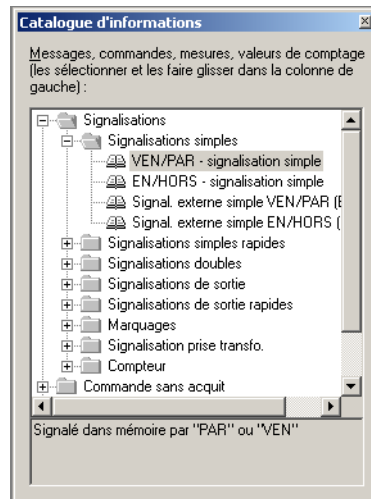 Catalogue d'informations
Messages, commandes, mesures, valeurs de comptage
(les sélectionner et les faire glisser dans la colonne de
gauche) :
Signalisations
Signalisations simples
VEN/PAR - signalisation simple
EN/HORS - signalisation simple
Signal. externe simple VEN/PAR (E
Signal. externe simple EN/HORS (
Signalisations simples rapides
Signalisations doubles
Signalisations de sortie
Signalisations de sortie rapides
Marquages
Signalisation prise transfo.
Compteur
Commande sans acquit
Signalé dans mémoire par "PAR" ou "VEN"